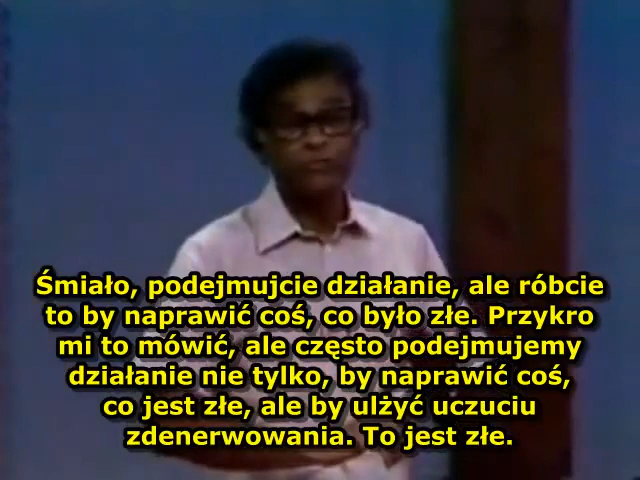 Śmiało, podejmujcie działanie, ale róbcie
to by naprawić coś, co było złe. Przykro
mi to mówić, ale często podejmujemy
działanie nie tylko, by naprawić coś,
co jest złe, ale by ulżyć uczuciu
zdenerwowania. To jest złe.